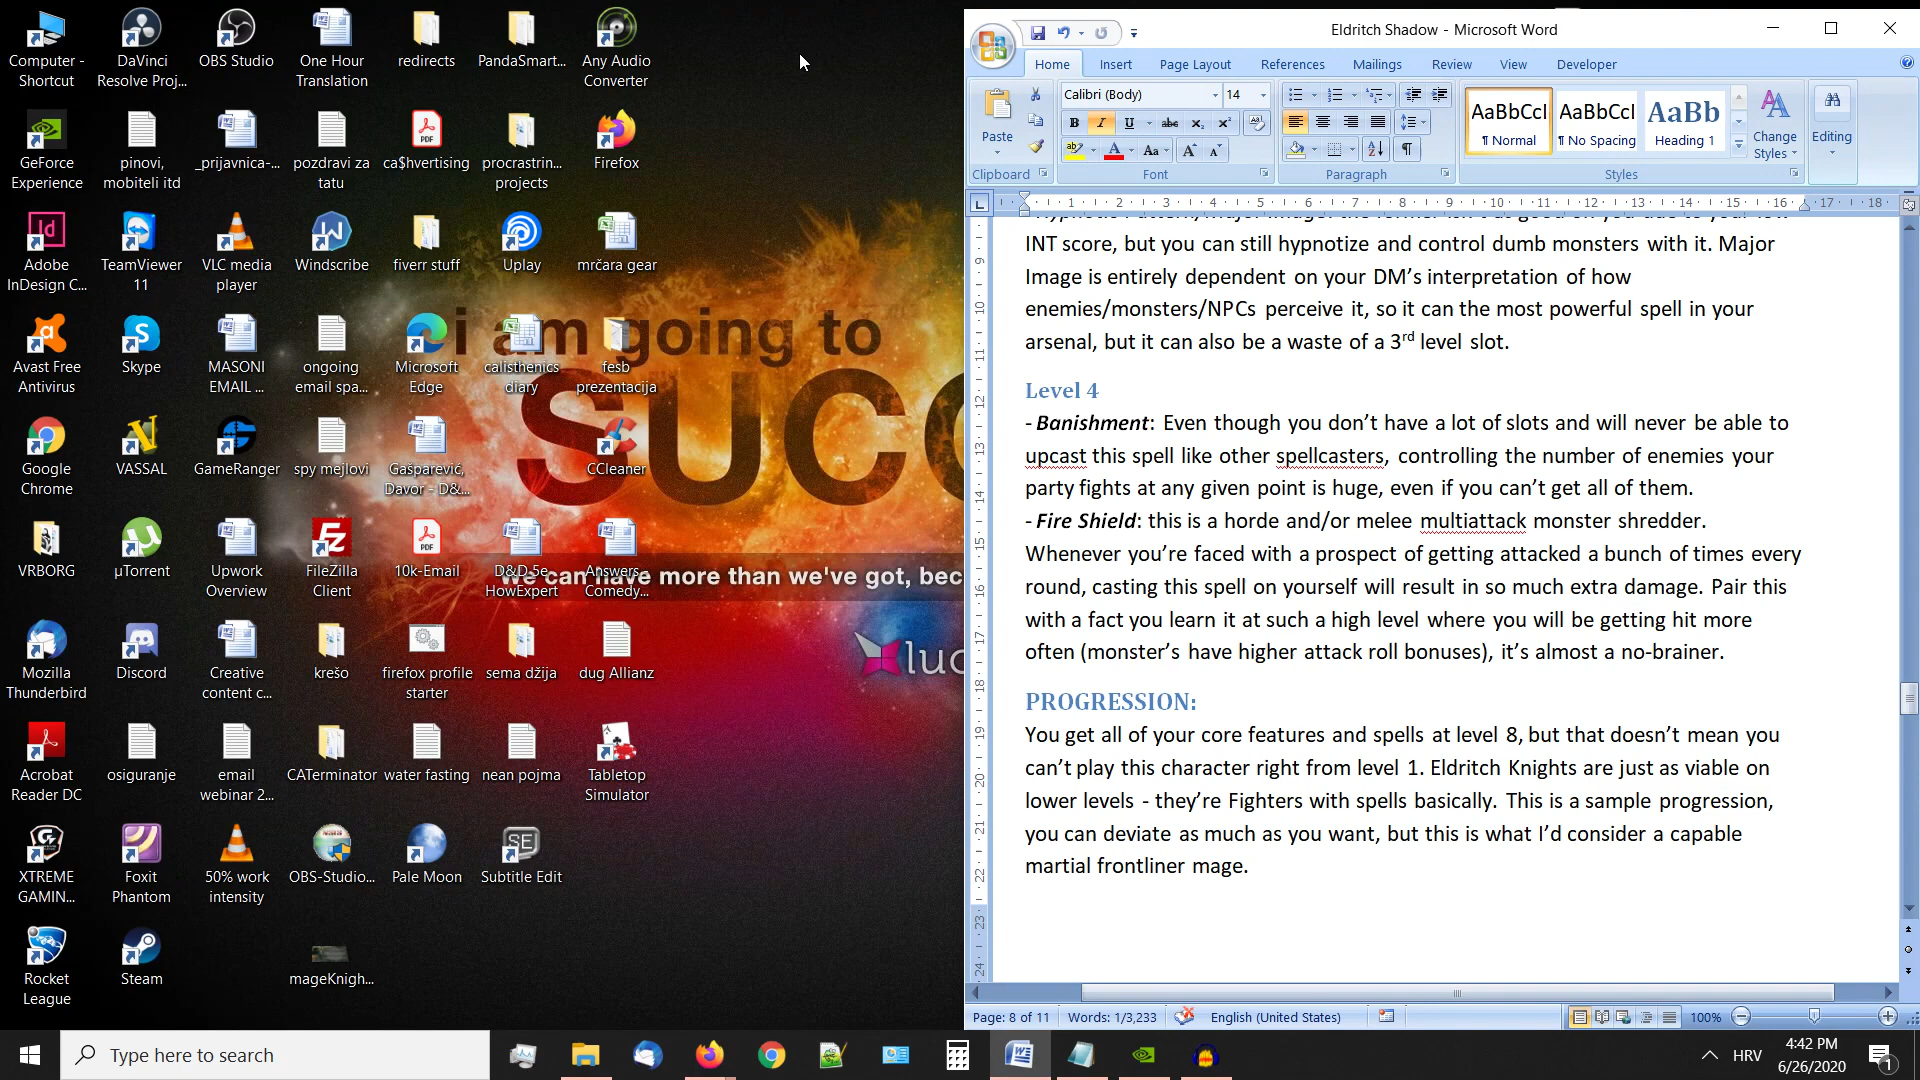 Computer -
Shortcut
DaVinci
Resolve Proj...
OBS Studio
One Hour
Translation
redirects
PandaSmart...
Any Audio
Converter
GeForce
Experience
pinovi,
mobiteli itd
_prijavnica-...
pozdravi za
tatu
ca$hvertising
procrastrin...
projects
Firefox
Adobe
InDesign C...
TeamViewer
11
VLC media
player
Windscribe
fiverr stuff
Uplay
mrčara gear
Avast Free
Antivirus
Skype
MASONI
EMAIL ...
ongoing
email spa...
Microsoft
Edge
calisthenics
diary
fesb
prezentacija
Google
Chrome
VASSAL
GameRanger
spy mejlovi
Gašparević,
Davor - D&...
CCleaner
VRBORG
µTorrent
Upwork
Overview
FileZilla
Client
10k-Email
D&D 5e
HowExpert
Answers -
Comedy...
Mozilla
Thunderbird
Discord
Creative
content c...
krešo
firefox profile
starter
sema džija
dug Allianz
Acrobat
Reader DC
osiguranje
email
webinar 2...
CATerminator
water fasting
nean pojma
Tabletop
Simulator
XTREME
GAMIN...
Foxit
Phantom
50% work
intensity
OBS-Studio...
Pale Moon
Subtitle Edit
Rocket
League
Steam
mageKnigh...
i am going to
SUCC
We can have more than we've got, bec
luc
Eldritch Shadow - Microsoft Word
Home Insert Page Layout References Mailings Review View Developer
Paste
Clipboard
Calibri (Body) 14
Font
Paragraph
AaBbCcI AaBbCcI AaBb
¶ Normal ¶ No Spacing Heading 1
Change
Styles
Styles
Editing
1 2 3 4 5 6 7 8 9 10 11 12 13 14 15 16 17 18
INT score, but you can still hypnotize and control dumb monsters with it. Major
Image is entirely dependent on your DM’s interpretation of how
enemies/monsters/NPCs perceive it, so it can the most powerful spell in your
arsenal, but it can also be a waste of a 3rd level slot.
Level 4
- Banishment: Even though you don’t have a lot of slots and will never be able to
upcast this spell like other spellcasters, controlling the number of enemies your
party fights at any given point is huge, even if you can’t get all of them.
- Fire Shield: this is a horde and/or melee multiattack monster shredder.
Whenever you’re faced with a prospect of getting attacked a bunch of times every
round, casting this spell on yourself will result in so much extra damage. Pair this
with a fact you learn it at such a high level where you will be getting hit more
often (monster’s have higher attack roll bonuses), it’s almost a no-brainer.
PROGRESSION:
You get all of your core features and spells at level 8, but that doesn’t mean you
can’t play this character right from level 1. Eldritch Knights are just as viable on
lower levels - they’re Fighters with spells basically. This is a sample progression,
you can deviate as much as you want, but this is what I’d consider a capable
martial frontliner mage.
Page: 8 of 11 Words: 1/3,233 English (United States) 100%
Type here to search
HRV
4:42 PM
6/26/2020
1